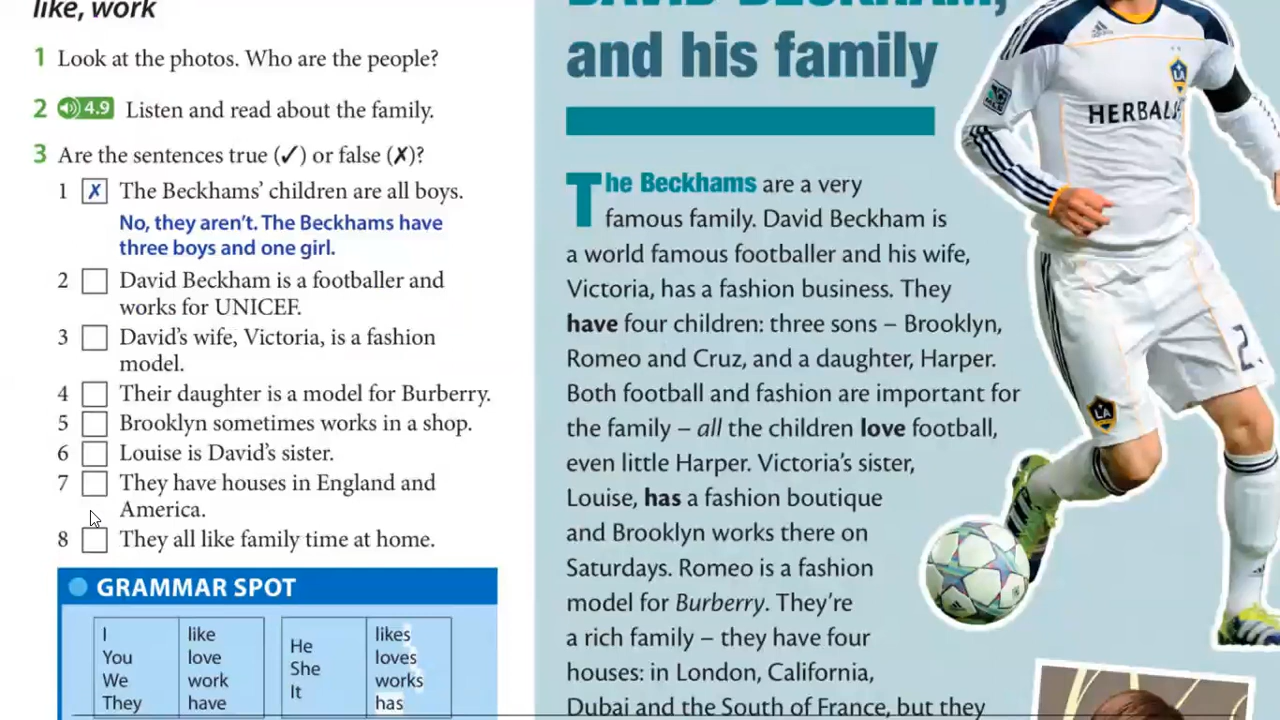 like, work
1 Look at the photos. Who are the people?
2 4.9 Listen and read about the family.
3 Are the sentences true (✓) or false (✗)?
1 ✗ The Beckhams' children are all boys.
No, they aren't. The Beckhams have
three boys and one girl.
2 David Beckham is a footballer and
works for UNICEF.
3 David's wife, Victoria, is a fashion
model.
4 Their daughter is a model for Burberry.
5 Brooklyn sometimes works in a shop.
6 Louise is David's sister.
7 They have houses in England and
America.
8 They all like family time at home.
GRAMMAR SPOT
I like
You love
We work
They have
He
She
It
likes
loves
works
has
DAVID BECKHAM,
and his family
The Beckhams are a very
famous family. David Beckham is
a world famous footballer and his wife,
Victoria, has a fashion business. They
have four children: three sons – Brooklyn,
Romeo and Cruz, and a daughter, Harper.
Both football and fashion are important for
the family – all the children love football,
even little Harper. Victoria's sister,
Louise, has a fashion boutique
and Brooklyn works there on
Saturdays. Romeo is a fashion
model for Burberry. They're
a rich family – they have four
houses: in London, California,
Dubai and the South of France, but they
adidas
LA
HERBAL
2
LA